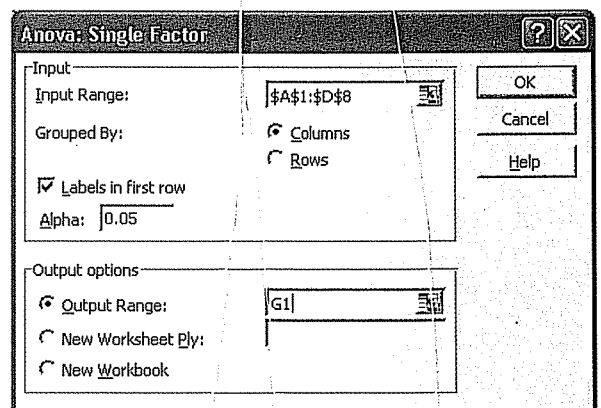 Anova: Single Factor
Input
Input Range: $A$1:$D$8
Grouped By: Columns
Rows
Labels in first row
Alpha: 0.05
OK
Cancel
Help
Output options
Output Range: G1
New Worksheet Ply:
New Workbook